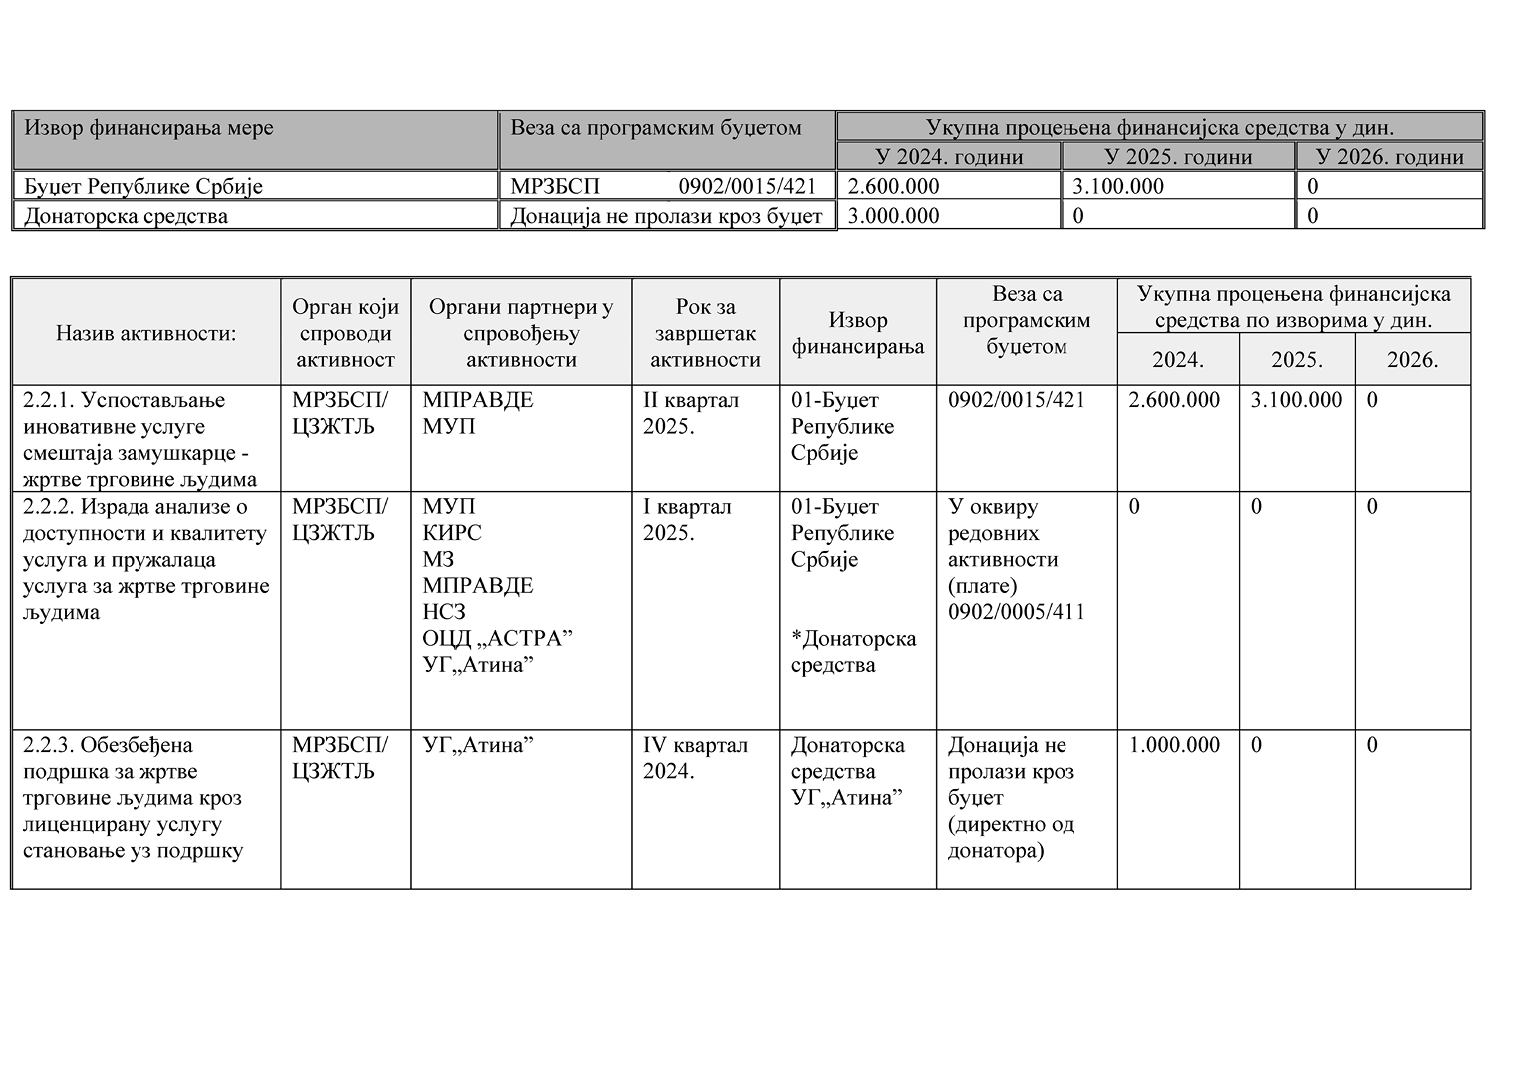 Извор финансирања мере
Веза са програмским буџетом
Укупна процењена финансијска средства у дин.
У 2024. години
У 2025. години
У 2026. години
Буџет Републике Србије
МРЗБСП 0902/0015/421
2.600.000
3.100.000
0
Донаторска средства
Донација не пролази кроз буџет
3.000.000
0
0
Назив активности:
Орган који
спроводи
активност
Органи партнери у
спровођењу
активности
Рок за
завршетак
активности
Извор
финансирања
Веза са
програмским
буџетом
Укупна процењена финансијска
средства по изворима у дин.
2024.
2025.
2026.
2.2.1. Успостављање
иновативне услуге
смештаја замушкарце -
жртве трговине људима
МРЗБСП/
ЦЗЖТЉ
МПРАВДЕ
МУП
II квартал
2025.
01-Буџет
Републике
Србије
0902/0015/421
2.600.000
3.100.000
0
2.2.2. Израда анализе о
доступности и квалитету
услуга и пружалаца
услуга за жртве трговине
људима
МРЗБСП/
ЦЗЖТЉ
МУП
КИРС
МЗ
МПРАВДЕ
НСЗ
ОЦД „АСТРА”
УГ„Атина”
I квартал
2025.
01-Буџет
Републике
Србије
*Донаторска
средства
У оквиру
редовних
активности
(плате)
0902/0005/411
0
0
0
2.2.3. Обезбеђена
подршка за жртве
трговине људима кроз
лиценцирану услугу
становање уз подршку
МРЗБСП/
ЦЗЖТЉ
УГ„Атина”
IV квартал
2024.
Донаторска
средства
УГ„Атина”
Донација не
пролази кроз
буџет
(директно од
донатора)
1.000.000
0
0